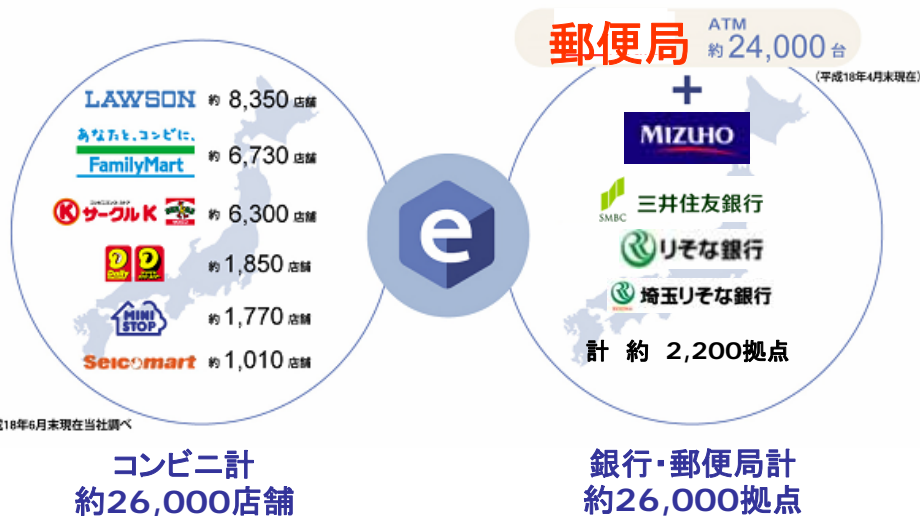 LAWSON 約 8,350 店舗
あなたと、コンビに、
FamilyMart 約 6,730 店舗
K サークルK 約 6,300 店舗
Daily 約 1,850 店舗
MINI STOP 約 1,770 店舗
Seicomart 約 1,010 店舗
18年6月末現在当社調べ
コンビニ計
約26,000店舗
e
郵便局 ATM 約 24,000 台
(平成18年4月末現在)
+
MIZUHO
SMBC 三井住友銀行
りそな銀行
埼玉りそな銀行
計 約 2,200拠点
銀行・郵便局計
約26,000拠点